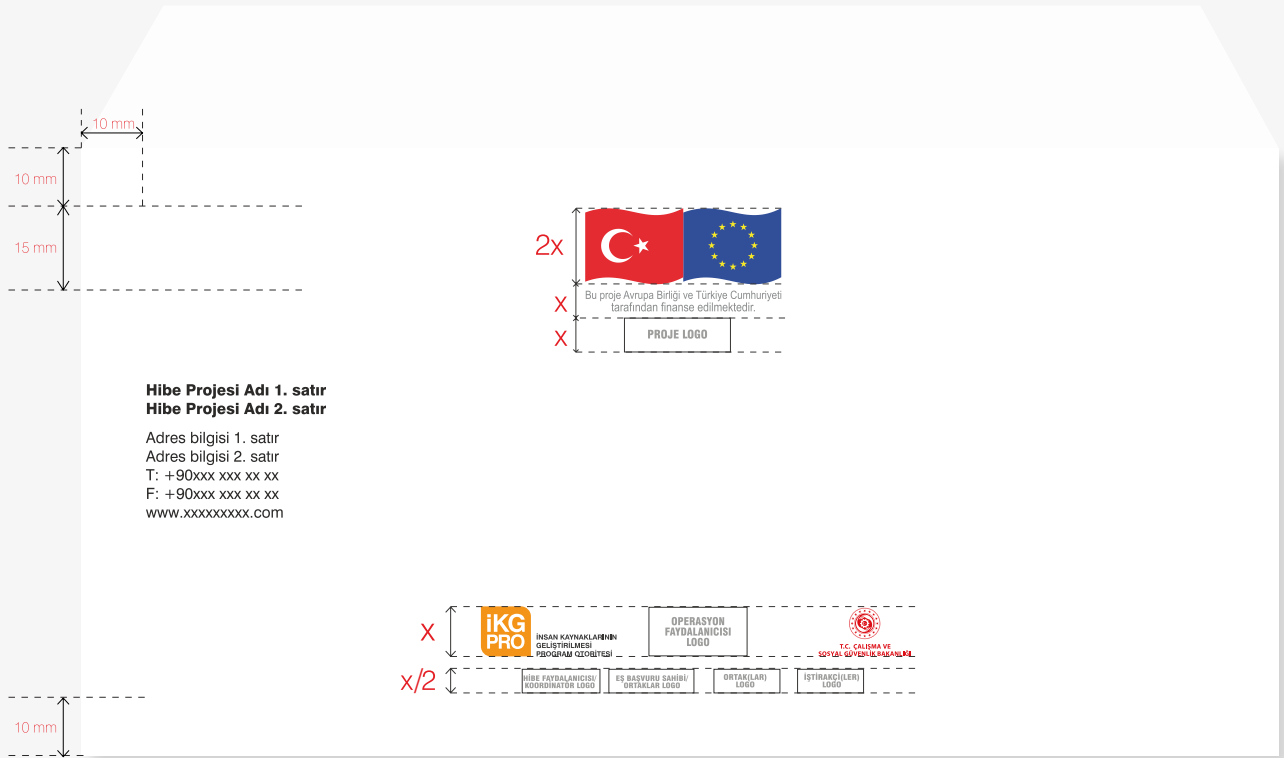 10 mm
10 mm
15 mm
2x
Bu proje Avrupa Birliği ve Türkiye Cumhuriyeti
tarafından finanse edilmektedir.
x
x
PROJE LOGO
Hibe Projesi Adı 1. satır
Hibe Projesi Adı 2. satır
Adres bilgisi 1. satır
Adres bilgisi 2. satır
T: +90xxx xxx xx xx
F: +90xxx xxx xx xx
www.xxxxxxxxx.com
x
iKG
PRO
İNSAN KAYNAKLARININ
GELİŞTİRİLMESİ
PROGRAM OTORİTESİ
OPERASYON
FAYDALANICISI
LOGO
T.C. ÇALIŞMA VE
SOSYAL GÜVENLİK BAKANLIĞI
x/2
HİBE FAYDALANICISI/
KOORDİNATÖR LOGO
EŞ BAŞVURU SAHİBİ/
ORTAKLAR LOGO
ORTAK(LAR)
LOGO
İŞTİRAKÇİ(LER)
LOGO
10 mm